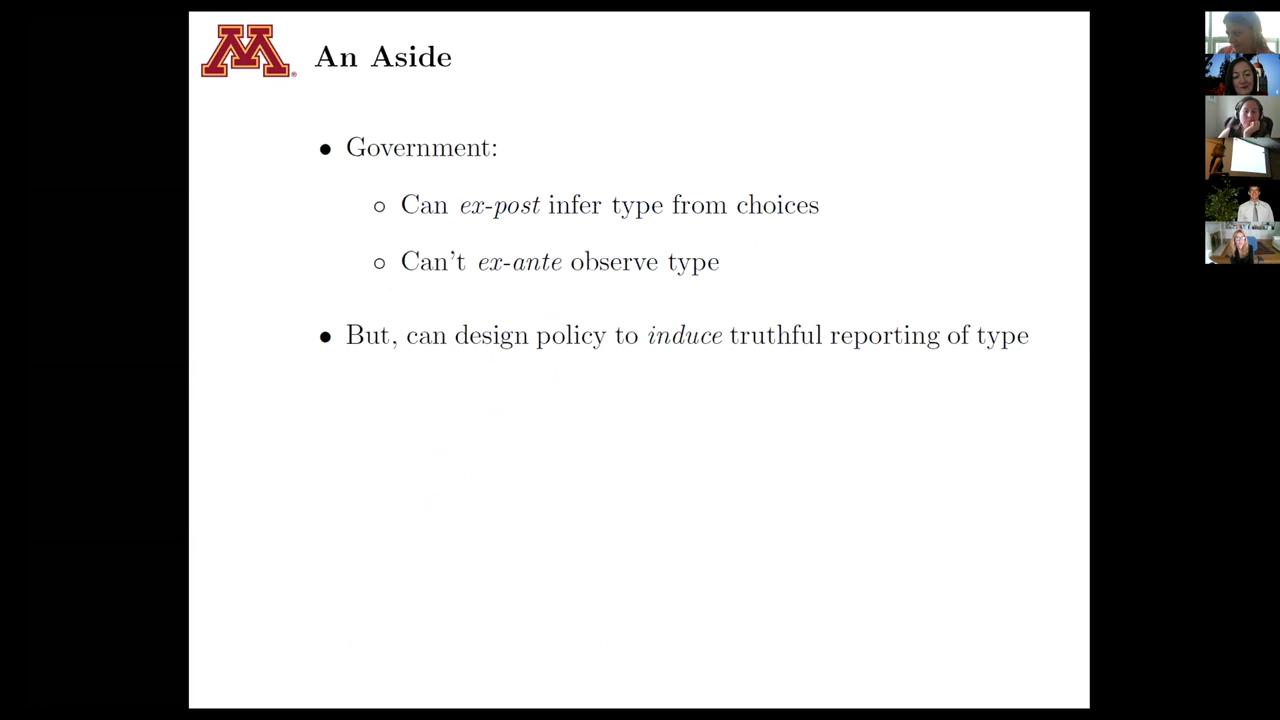 An Aside
• Government:
◦ Can ex-post infer type from choices
◦ Can't ex-ante observe type
• But, can design policy to induce truthful reporting of type